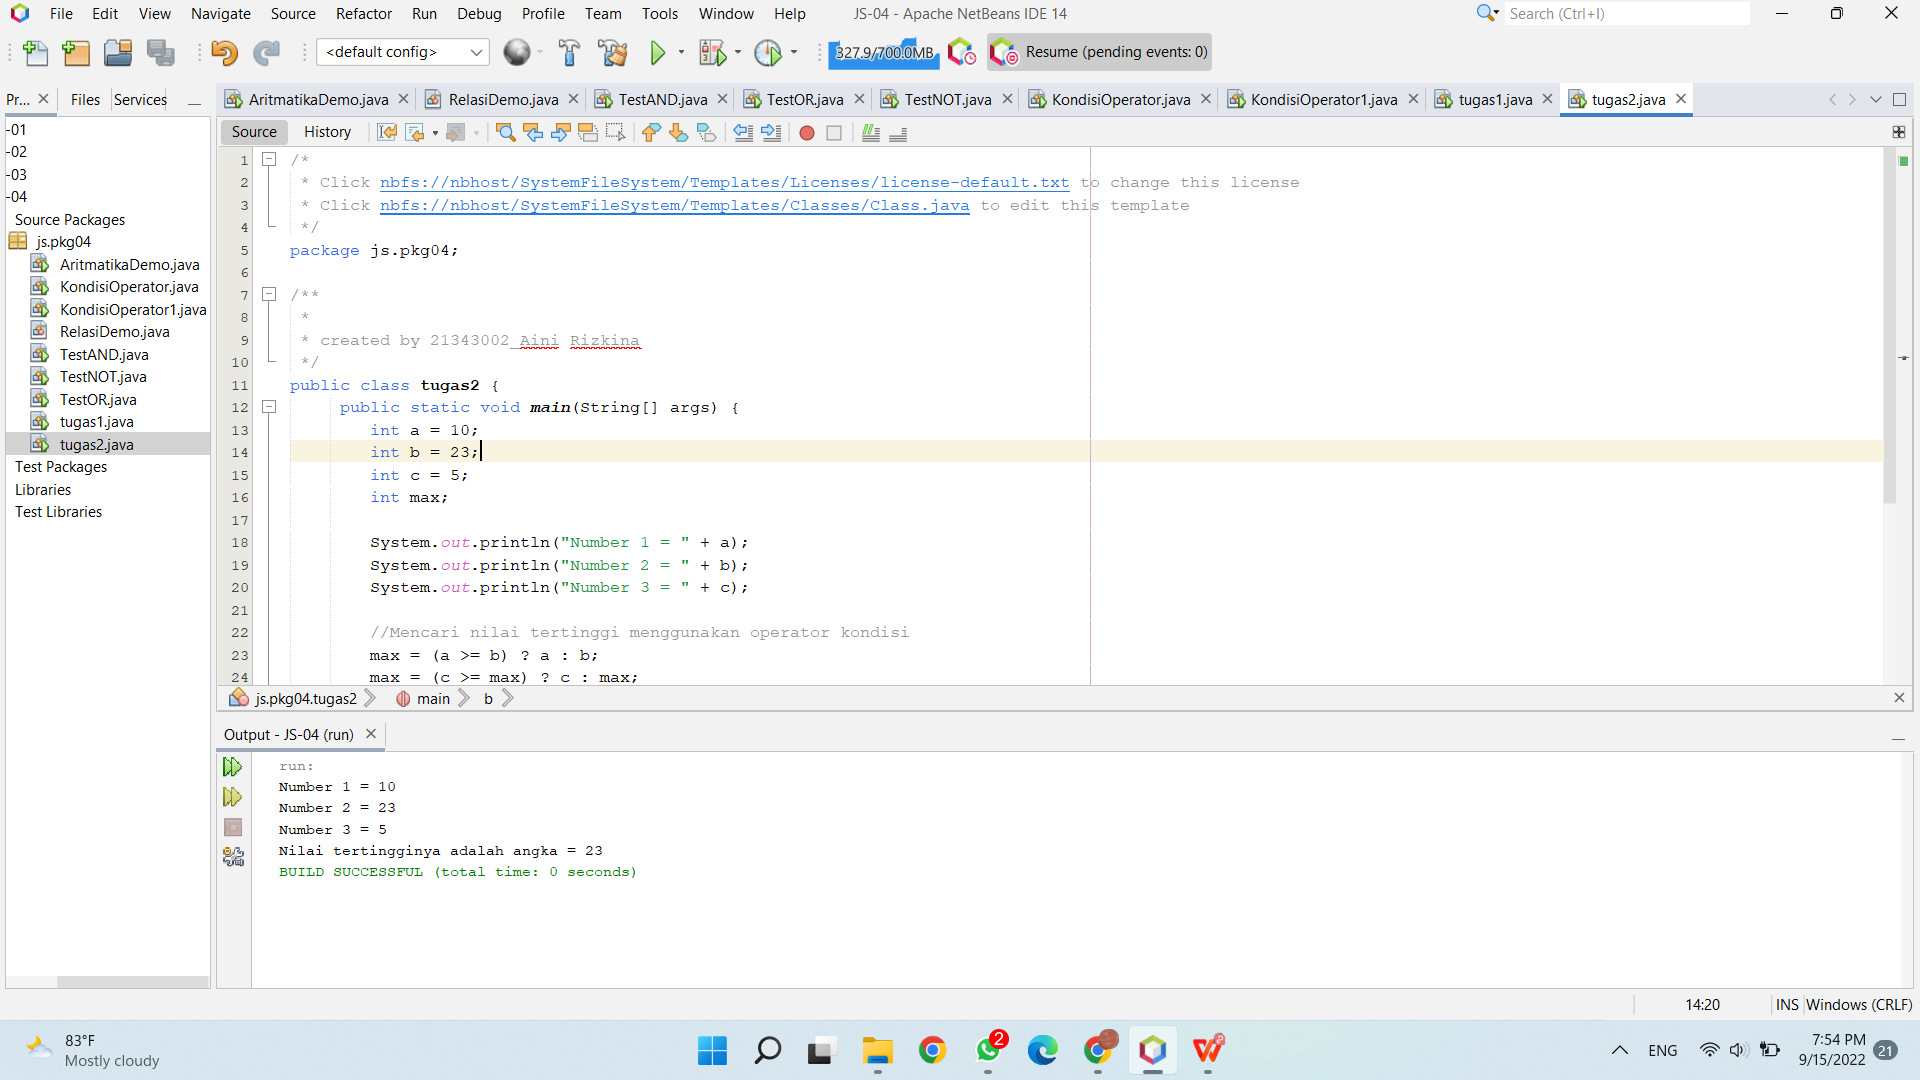 File Edit View Navigate Source Refactor Run Debug Profile Team Tools Window Help JS-04 - Apache NetBeans IDE 14 Search (Ctrl+I)
<default config> 327.9/700.0MB Resume (pending events: 0)
Pr... Files Services
AritmatikaDemo.java RelasiDemo.java TestAND.java TestOR.java TestNOT.java KondisiOperator.java KondisiOperator1.java tugas1.java tugas2.java
Source History
-01
-02
-03
-04
Source Packages
js.pkg04
AritmatikaDemo.java
KondisiOperator.java
KondisiOperator1.java
RelasiDemo.java
TestAND.java
TestNOT.java
TestOR.java
tugas1.java
tugas2.java
Test Packages
Libraries
Test Libraries
1 /*
2 * Click nbfs://nbhost/SystemFileSystem/Templates/Licenses/license-default.txt to change this license
3 * Click nbfs://nbhost/SystemFileSystem/Templates/Classes/Class.java to edit this template
4 */
5 package js.pkg04;
6
7 /**
8 *
9 * created by 21343002_Aini Rizkina
10 */
11 public class tugas2 {
12 public static void main(String[] args) {
13 int a = 10;
14 int b = 23;
15 int c = 5;
16 int max;
17
18 System.out.println("Number 1 = " + a);
19 System.out.println("Number 2 = " + b);
20 System.out.println("Number 3 = " + c);
21
22 //Mencari nilai tertinggi menggunakan operator kondisi
23 max = (a >= b) ? a : b;
24 max = (c >= max) ? c : max;
js.pkg04.tugas2 main b
Output - JS-04 (run)
run:
Number 1 = 10
Number 2 = 23
Number 3 = 5
Nilai tertingginya adalah angka = 23
BUILD SUCCESSFUL (total time: 0 seconds)
14:20 INS Windows (CRLF)
83°F
Mostly cloudy
2
ENG
7:54 PM
9/15/2022
21